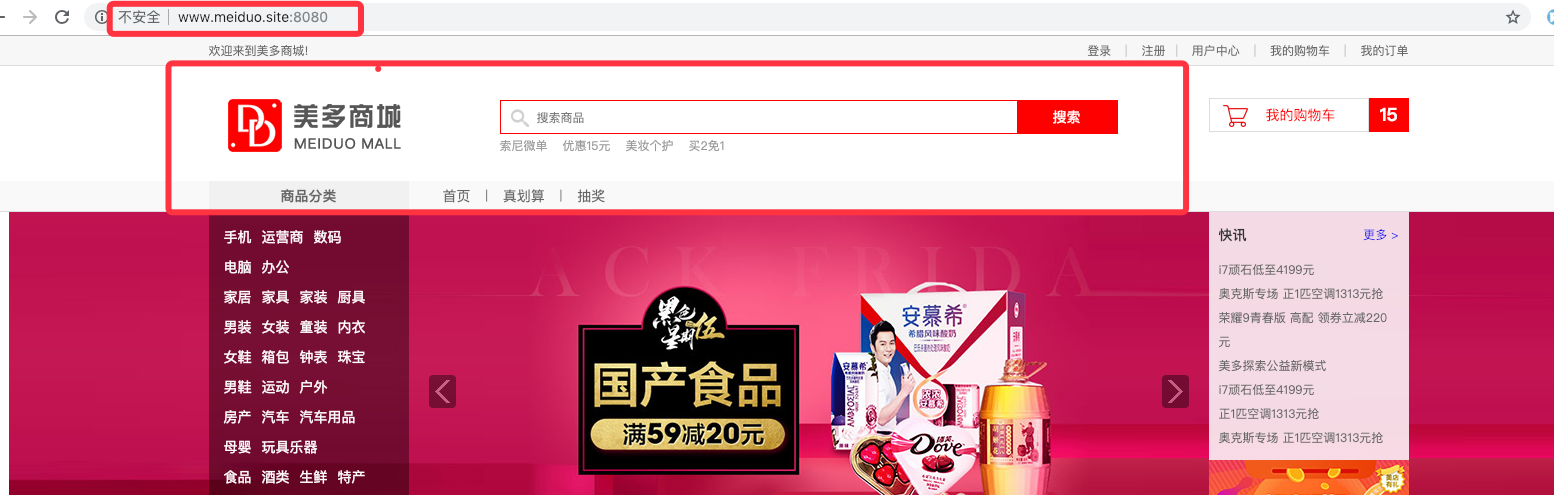 不安全 www.meiduo.site:8080
欢迎来到美多商城!
登录 | 注册 | 用户中心 | 我的购物车 | 我的订单
美多商城
MEIDUO MALL
搜索商品 搜索
索尼微单 优惠15元 美妆个护 买2免1
我的购物车 15
商品分类 首页 | 真划算 | 抽奖
手机 运营商 数码
电脑 办公
家居 家具 家装 厨具
男装 女装 童装 内衣
女鞋 箱包 钟表 珠宝
男鞋 运动 户外
房产 汽车 汽车用品
母婴 玩具乐器
食品 酒类 生鲜 特产
ACK FRIDA
黑色
星期伍
国产食品
满59减20元
安慕希
希腊风味酸奶
安慕希
Dove
快讯 更多 >
i7顽石低至4199元
奥克斯专场 正1匹空调1313元抢
荣耀9青春版 高配 领券立减220
元
美多探索公益新模式
i7顽石低至4199元
正1匹空调1313元抢
奥克斯专场 正1匹空调1313元抢